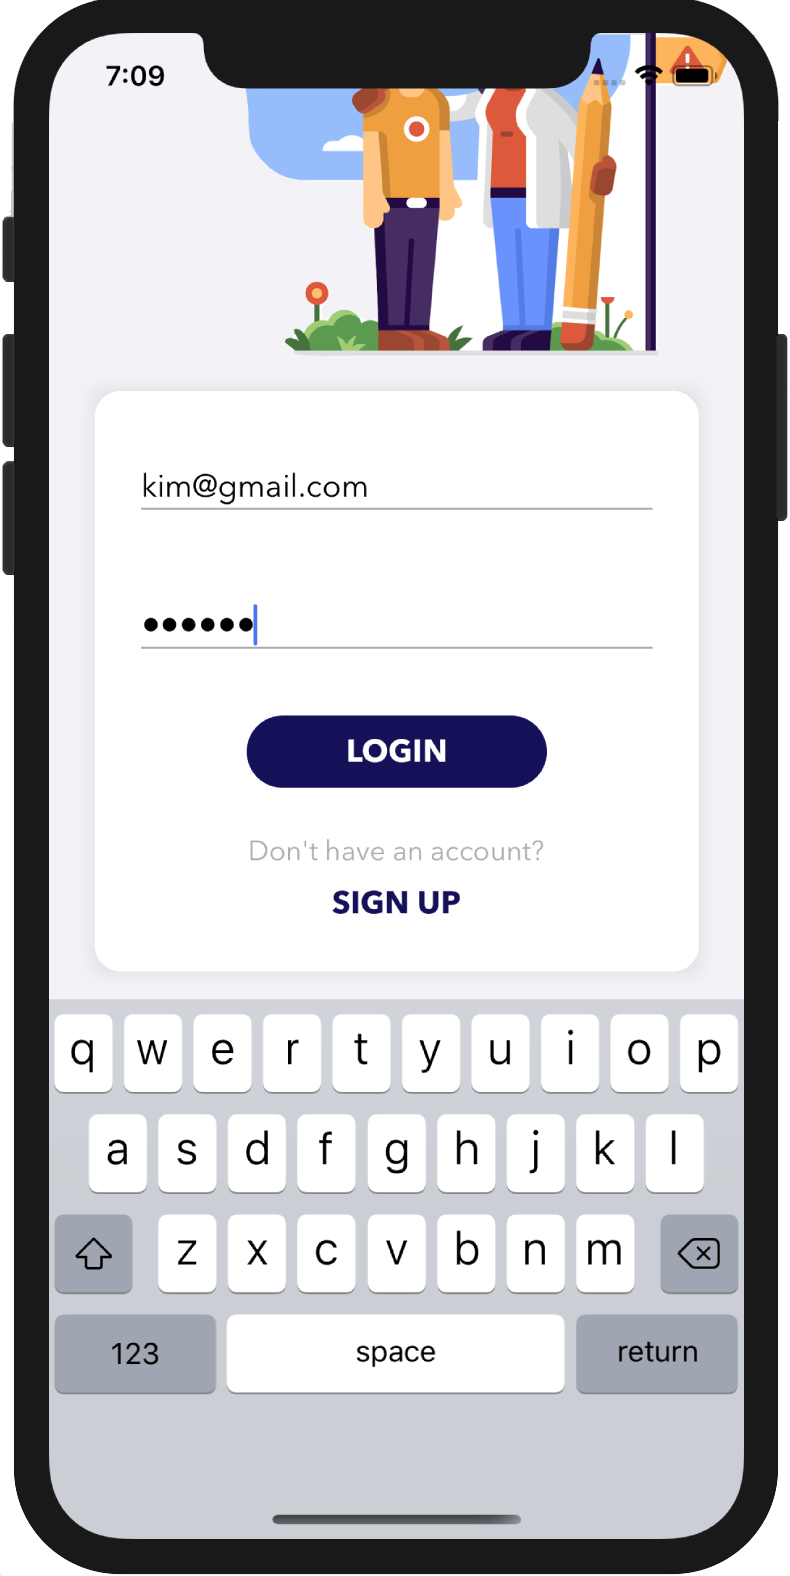 7:09
kim@gmail.com
••••••
LOGIN
Don't have an account?
SIGN UP
q w e r t y u i o p
a s d f g h j k l
z x c v b n m
123 space return